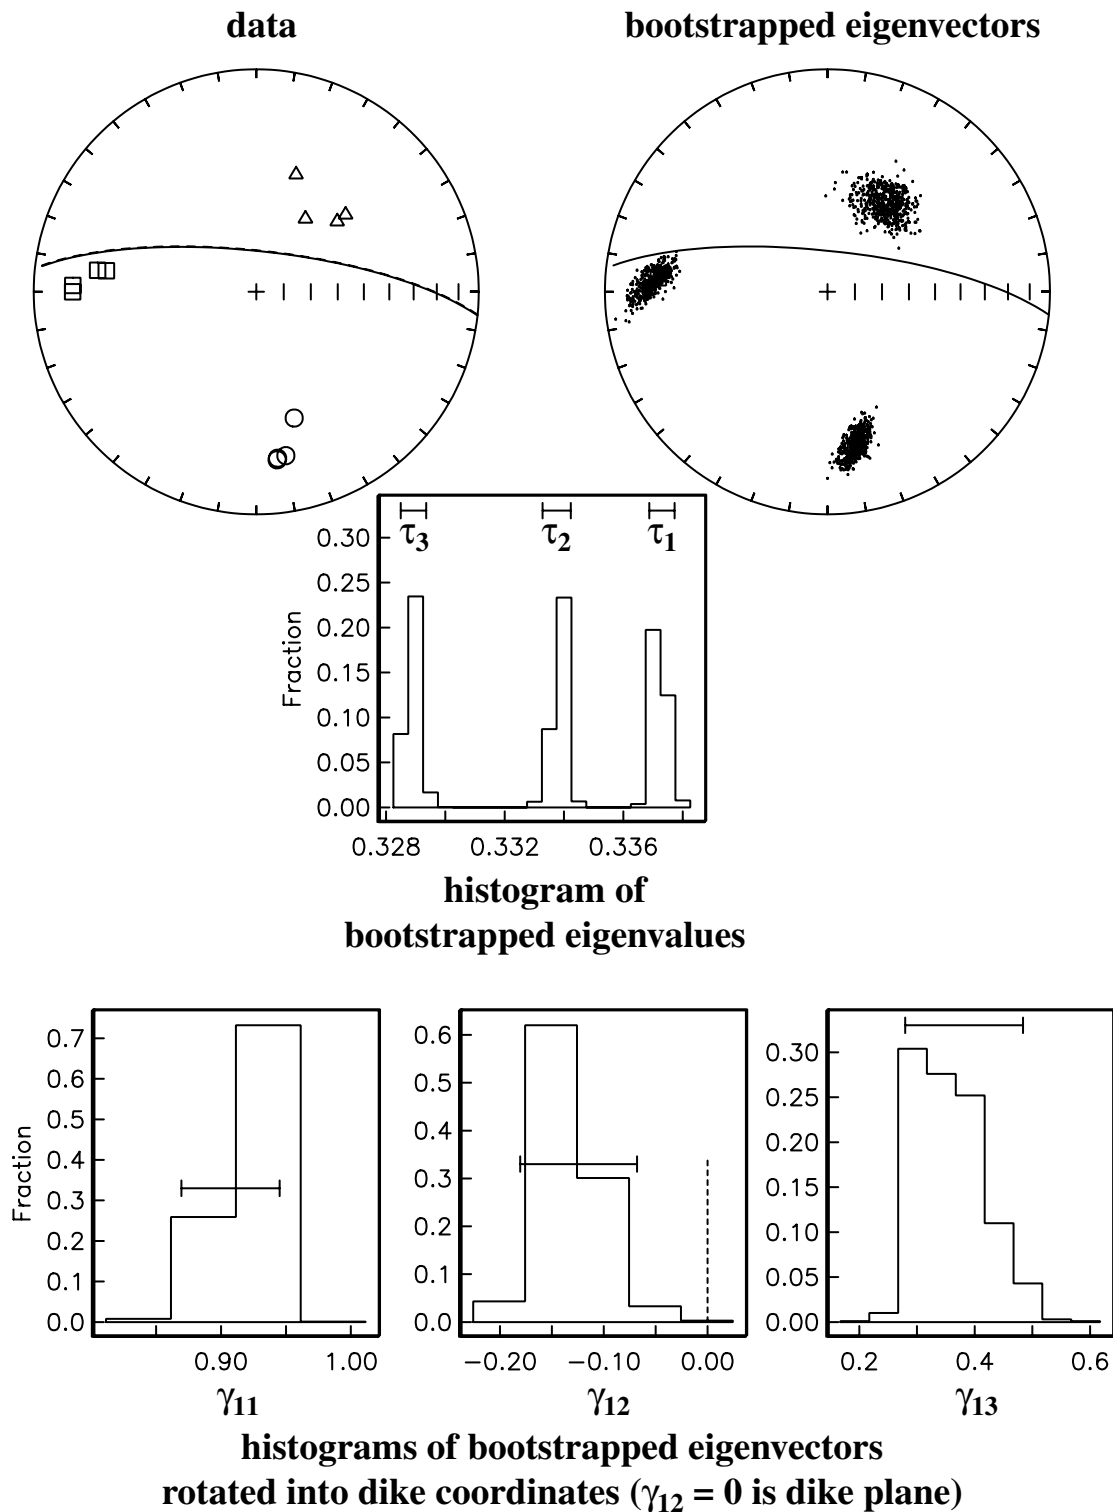 data
bootstrapped eigenvectors
τ3 τ2 τ1
0.30
0.25
0.20
0.15
0.10
0.05
0.00
Fraction
0.328 0.332 0.336
histogram of
bootstrapped eigenvalues
0.7
0.6
0.5
0.4
0.3
0.2
0.1
0.0
Fraction
0.90 1.00
γ11
0.6
0.5
0.4
0.3
0.2
0.1
0.0
−0.20 −0.10 0.00
γ12
0.30
0.25
0.20
0.15
0.10
0.05
0.00
0.2 0.4 0.6
γ13
histograms of bootstrapped eigenvectors
rotated into dike coordinates (γ12 = 0 is dike plane)